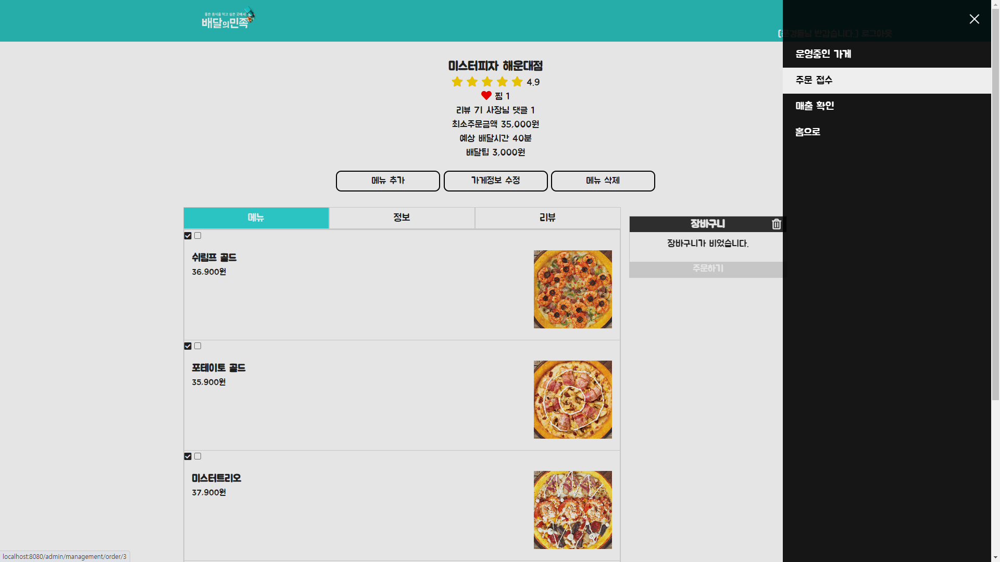 좋은 음식을 먹고 싶은 곳에서
배달의민족
님 반갑습니다.] 로그아웃
운영중인 가게
주문 접수
매출 확인
홈으로
미스터피자 해운대점
4.9
찜 1
리뷰 7| 사장님 댓글 1
최소주문금액 35,000원
예상 배달시간 40분
배달팁 3,000원
메뉴 추가
가게정보 수정
메뉴 삭제
메뉴
정보
리뷰
쉬림프 골드
36,900원
포테이토 골드
35,900원
미스터트리오
37,900원
장바구니
장바구니가 비었습니다.
주문하기
localhost:8080/admin/management/order/3